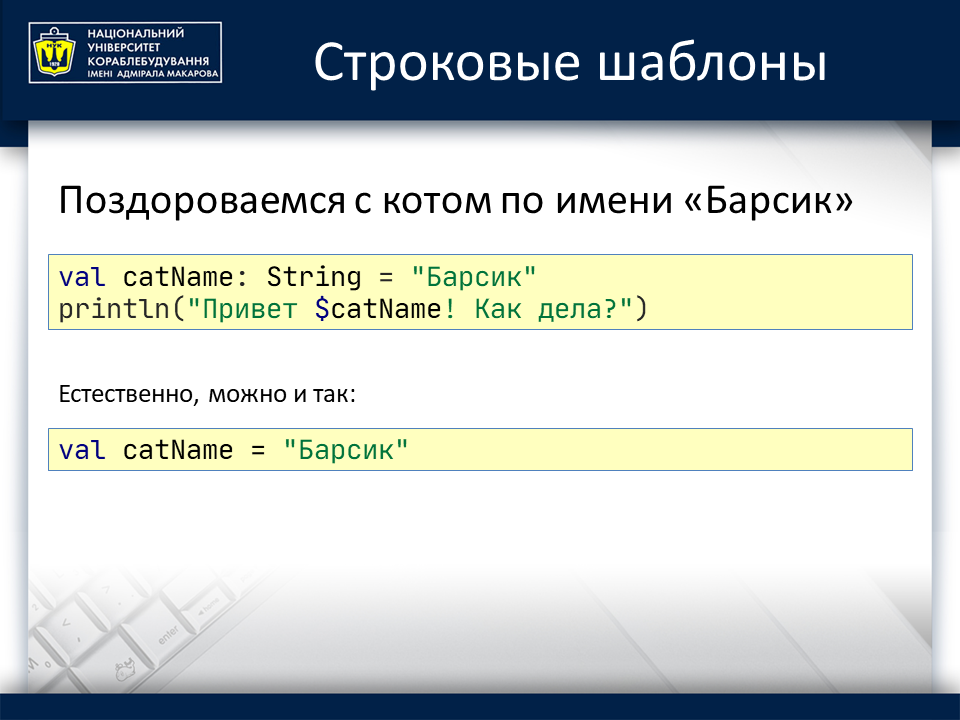 НАЦІОНАЛЬНИЙ
УНІВЕРСИТЕТ
КОРАБЛЕБУДУВАННЯ
ІМЕНІ АДМІРАЛА МАКАРОВА
НУК
1920
Строковые шаблоны
Поздороваемся с котом по имени «Барсик»
val catName: String = "Барсик"
println("Привет $catName! Как дела?")
Естественно, можно и так:
val catName = "Барсик"
enter